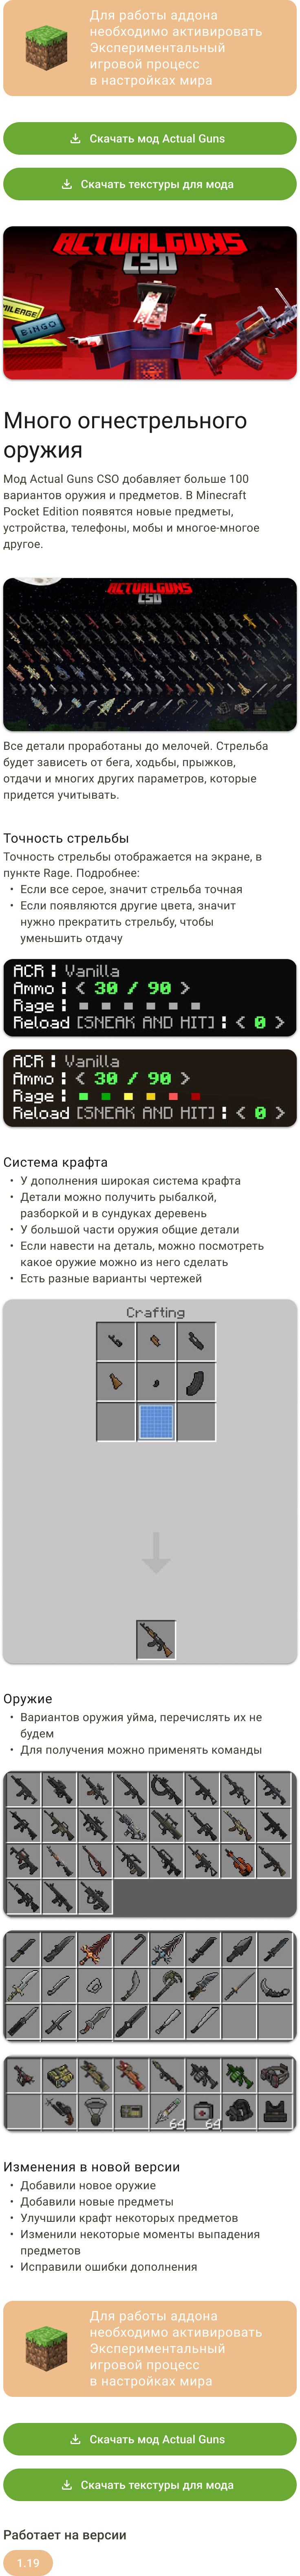 Для работы аддона
необходимо активировать
Экспериментальный
игровой процесс
в настройках мира
Скачать мод Actual Guns
Скачать текстуры для мода
ACTUALGUNS
CSO
MILEAGE
BINGO
Много огнестрельного
оружия
Мод Actual Guns CSO добавляет больше 100
вариантов оружия и предметов. В Minecraft
Pocket Edition появятся новые предметы,
устройства, телефоны, мобы и многое-многое
другое.
ACTUALGUNS
CSO
Все детали проработаны до мелочей. Стрельба
будет зависеть от бега, ходьбы, прыжков,
отдачи и многих других параметров, которые
придется учитывать.
Точность стрельбы
Точность стрельбы отображается на экране, в
пункте Rage. Подробнее:
• Если все серое, значит стрельба точная
• Если появляются другие цвета, значит
нужно прекратить стрельбу, чтобы
уменьшить отдачу
ACR : Vanilla
Ammo : < 30 / 90 >
Rage :
Reload [SNEAK AND HIT] : < 0 >
ACR : Vanilla
Ammo : < 30 / 90 >
Rage :
Reload [SNEAK AND HIT] : < 0 >
Система крафта
• У дополнения широкая система крафта
• Детали можно получить рыбалкой,
разборкой и в сундуках деревень
• У большой части оружия общие детали
• Если навести на деталь, можно посмотреть
какое оружие можно из него сделать
• Есть разные варианты чертежей
Crafting
Оружие
• Вариантов оружия уйма, перечислять их не
будем
• Для получения можно применять команды
64
64
Изменения в новой версии
• Добавили новое оружие
• Добавили новые предметы
• Улучшили крафт некоторых предметов
• Изменили некоторые моменты выпадения
предметов
• Исправили ошибки дополнения
Для работы аддона
необходимо активировать
Экспериментальный
игровой процесс
в настройках мира
Скачать мод Actual Guns
Скачать текстуры для мода
Работает на версии
1.19